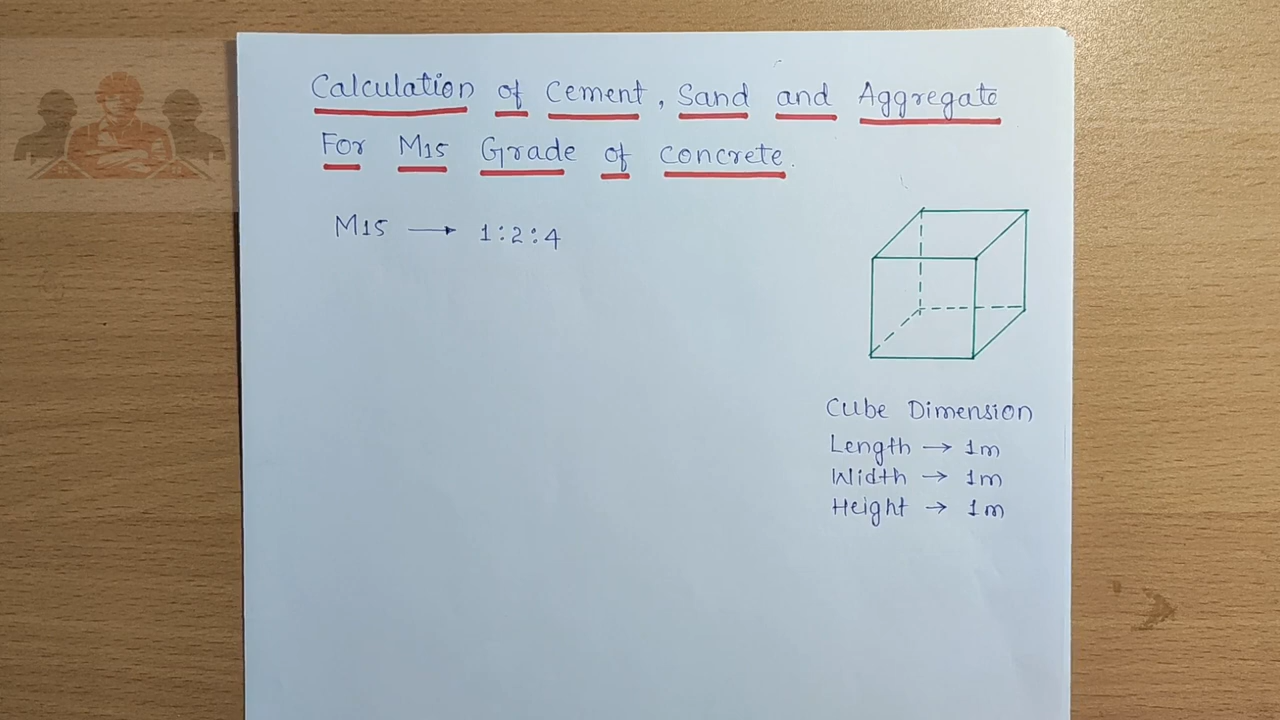 Calculation of Cement, Sand and Aggregate
For M15 Grade of concrete.
M15 → 1:2:4
Cube Dimension
Length → 1m
Width → 1m
Height → 1m